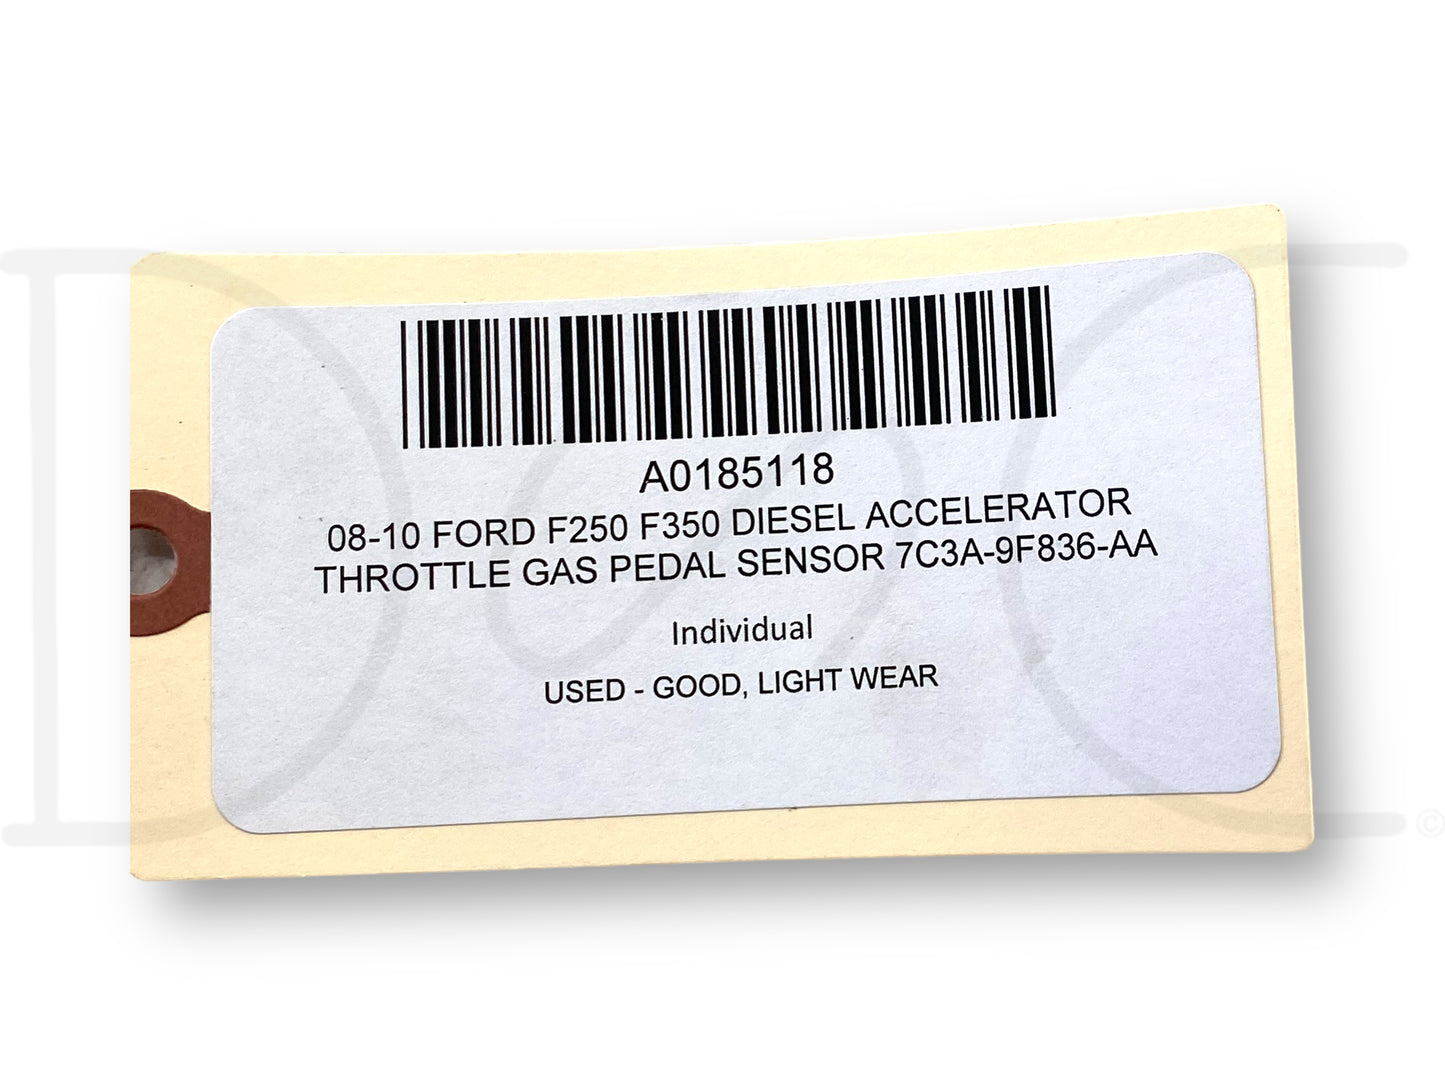 A0185118
08-10 FORD F250 F350 DIESEL ACCELERATOR
THROTTLE GAS PEDAL SENSOR 7C3A-9F836-AA
Individual
USED - GOOD, LIGHT WEAR
©